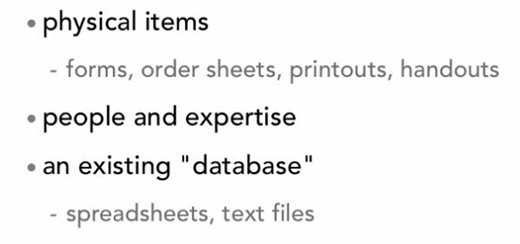 • physical items
- forms, order sheets, printouts, handouts
• people and expertise
• an existing "database"
- spreadsheets, text files